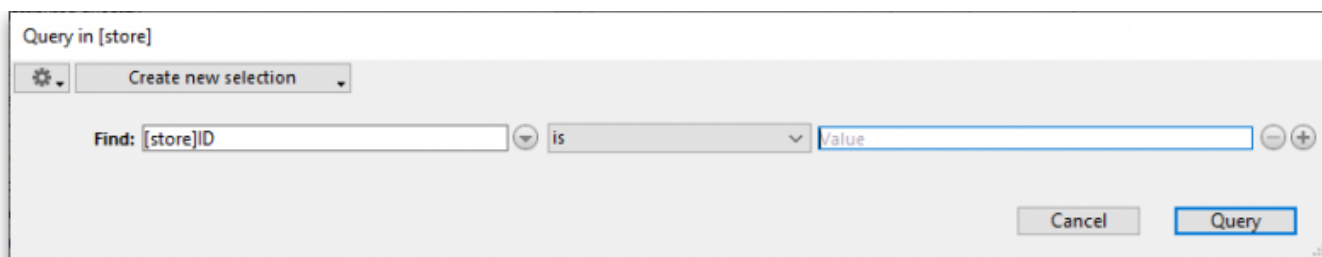 Query in [store]
Create new selection
Find: [store]ID is Value
Cancel Query